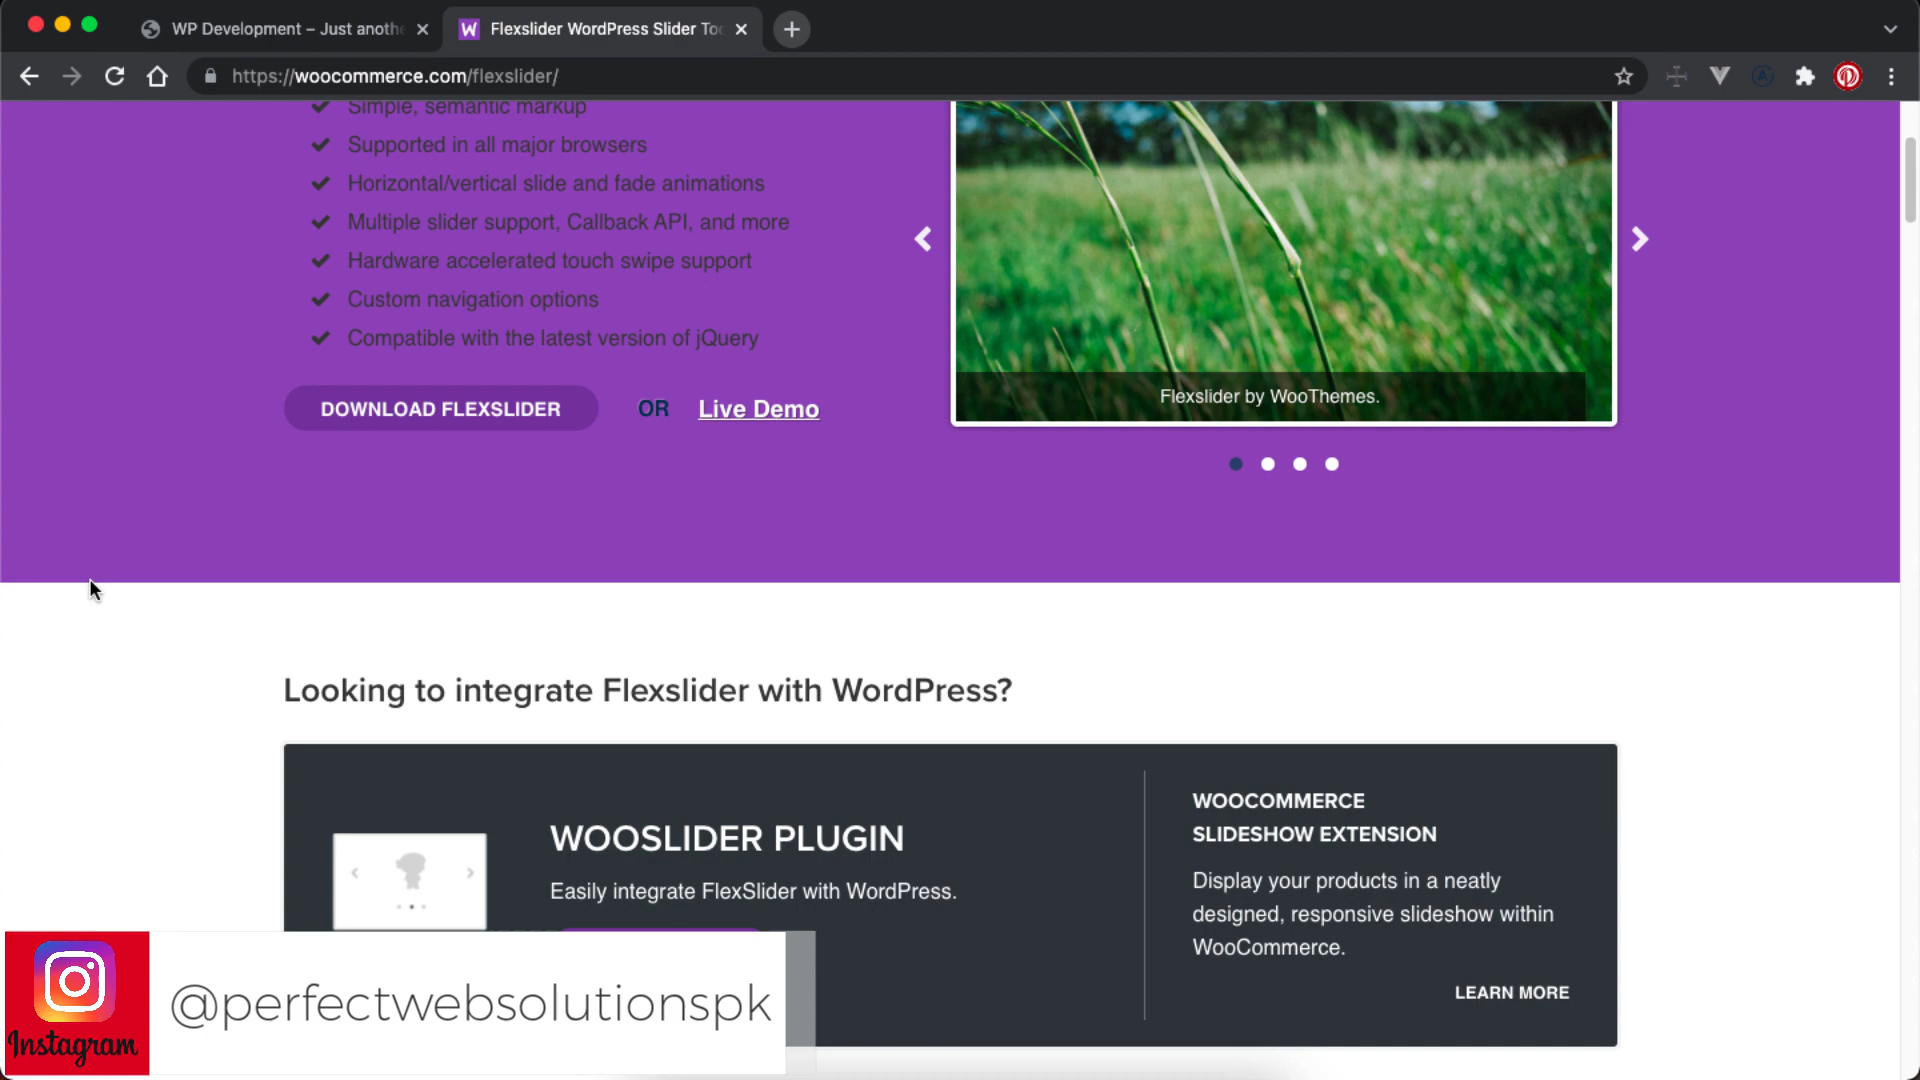 WP Development – Just anothe
W Flexslider WordPress Slider Too
https://woocommerce.com/flexslider/
Simple, semantic markup
Supported in all major browsers
Horizontal/vertical slide and fade animations
Multiple slider support, Callback API, and more
Hardware accelerated touch swipe support
Custom navigation options
Compatible with the latest version of jQuery
DOWNLOAD FLEXSLIDER OR Live Demo
Flexslider by WooThemes.
Looking to integrate Flexslider with WordPress?
WOOSLIDER PLUGIN
Easily integrate FlexSlider with WordPress.
WOOCOMMERCE
SLIDESHOW EXTENSION
Display your products in a neatly
designed, responsive slideshow within
WooCommerce.
LEARN MORE
Instagram
@perfectwebsolutionspk